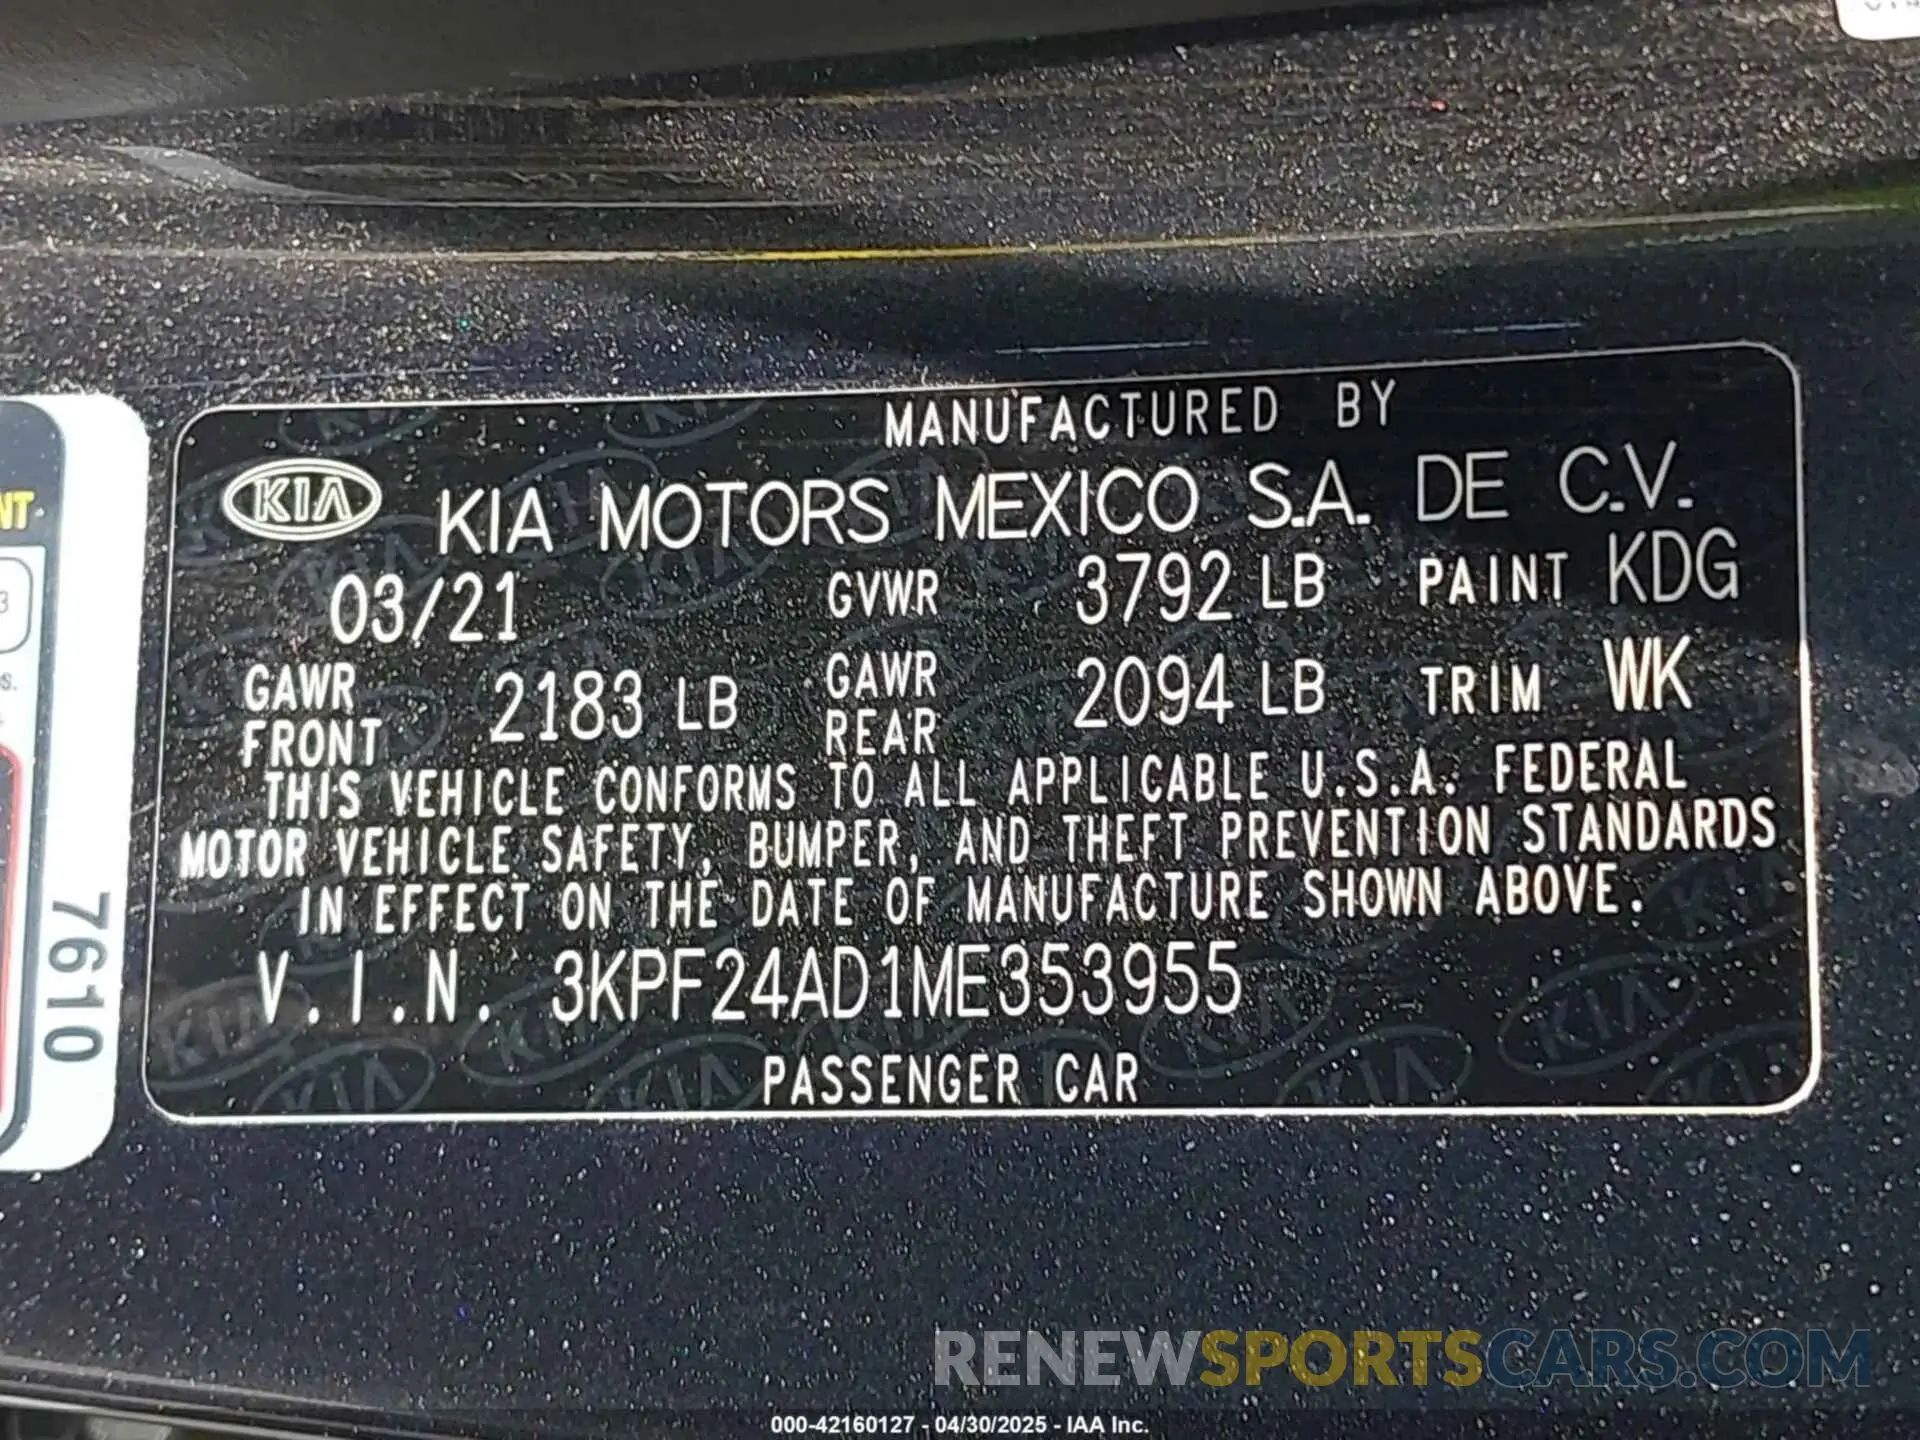 MANUFACTURED BY
KIA KIA MOTORS MEXICO S.A. DE C.V.
03/21 GVWR 3792 LB PAINT KDG
GAWR FRONT 2183 LB GAWR REAR 2094 LB TRIM WK
THIS VEHICLE CONFORMS TO ALL APPLICABLE U.S.A. FEDERAL
MOTOR VEHICLE SAFETY, BUMPER, AND THEFT PREVENTION STANDARDS
IN EFFECT ON THE DATE OF MANUFACTURE SHOWN ABOVE.
V.I.N. 3KPF24AD1ME353955
PASSENGER CAR
7610
RENEWSPORTSCARS.COM
000-42160127 - 04/30/2025 - IAA Inc.